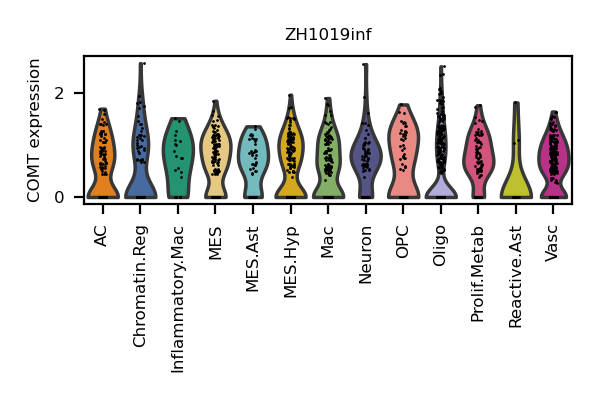 ZH1019inf
COMT expression
2
0
AC
Chromatin.Reg
Inflammatory.Mac
MES
MES.Ast
MES.Hyp
Mac
Neuron
OPC
Oligo
Prolif.Metab
Reactive.Ast
Vasc